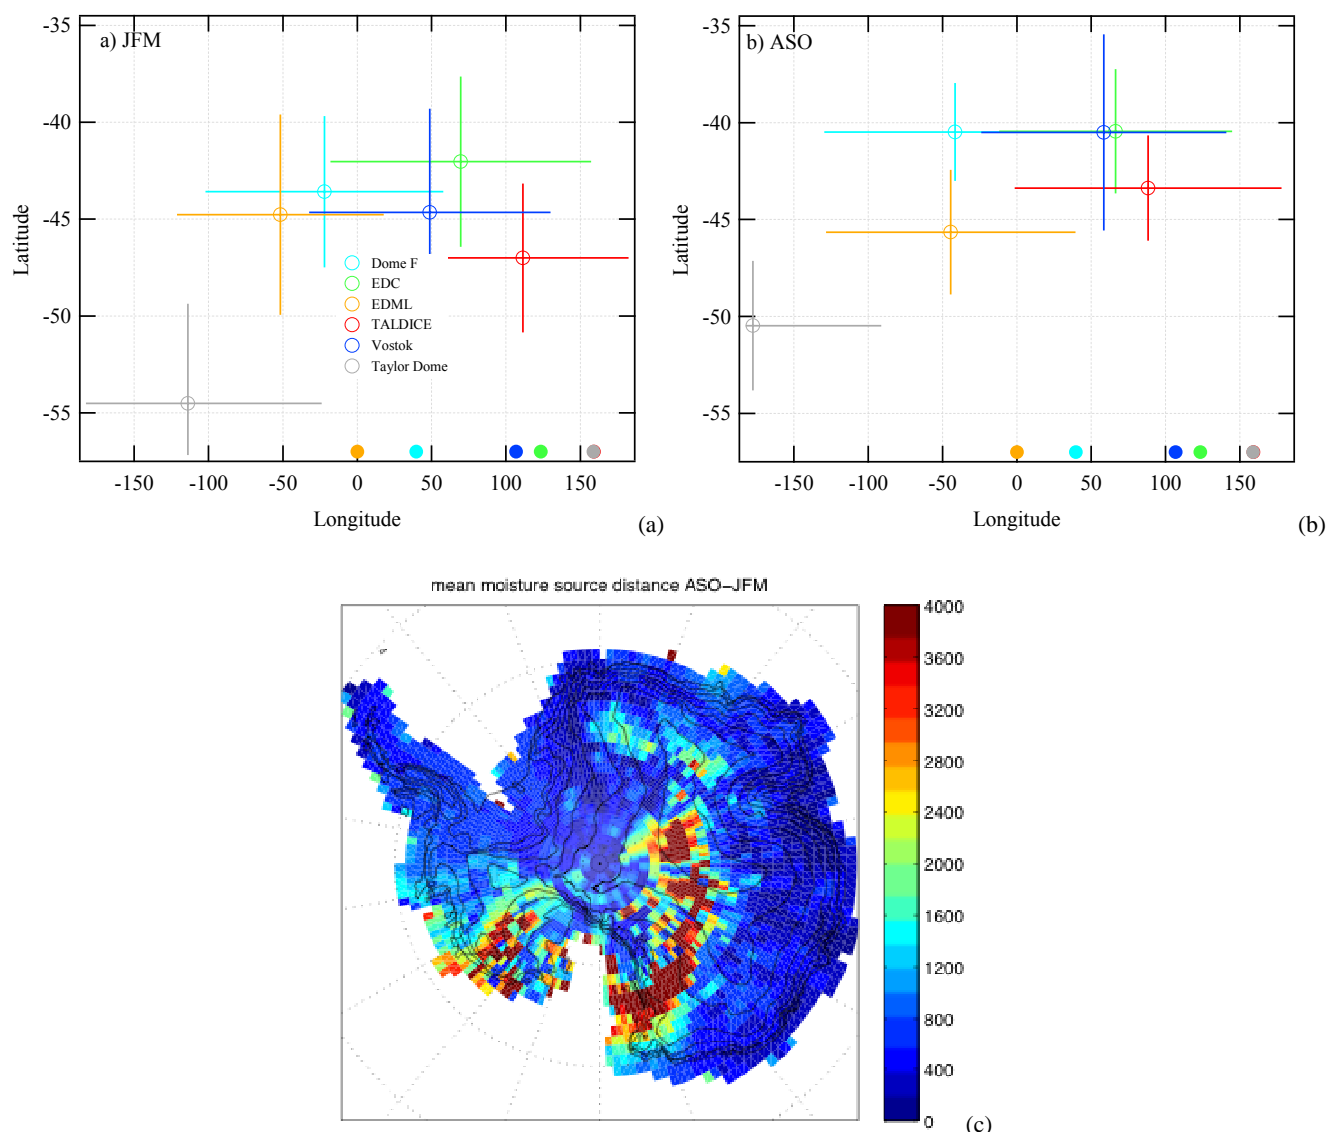 a) JFM
-35
-40
-45
-50
-55
Latitude
Dome F
EDC
EDML
TALDICE
Vostok
Taylor Dome
-150 -100 -50 0 50 100 150
Longitude
(a)
b) ASO
-35
-40
-45
-50
-55
Latitude
-150 -100 -50 0 50 100 150
Longitude
(b)
mean moisture source distance ASO–JFM
4000
3600
3200
2800
2400
2000
1600
1200
800
400
0
(c)